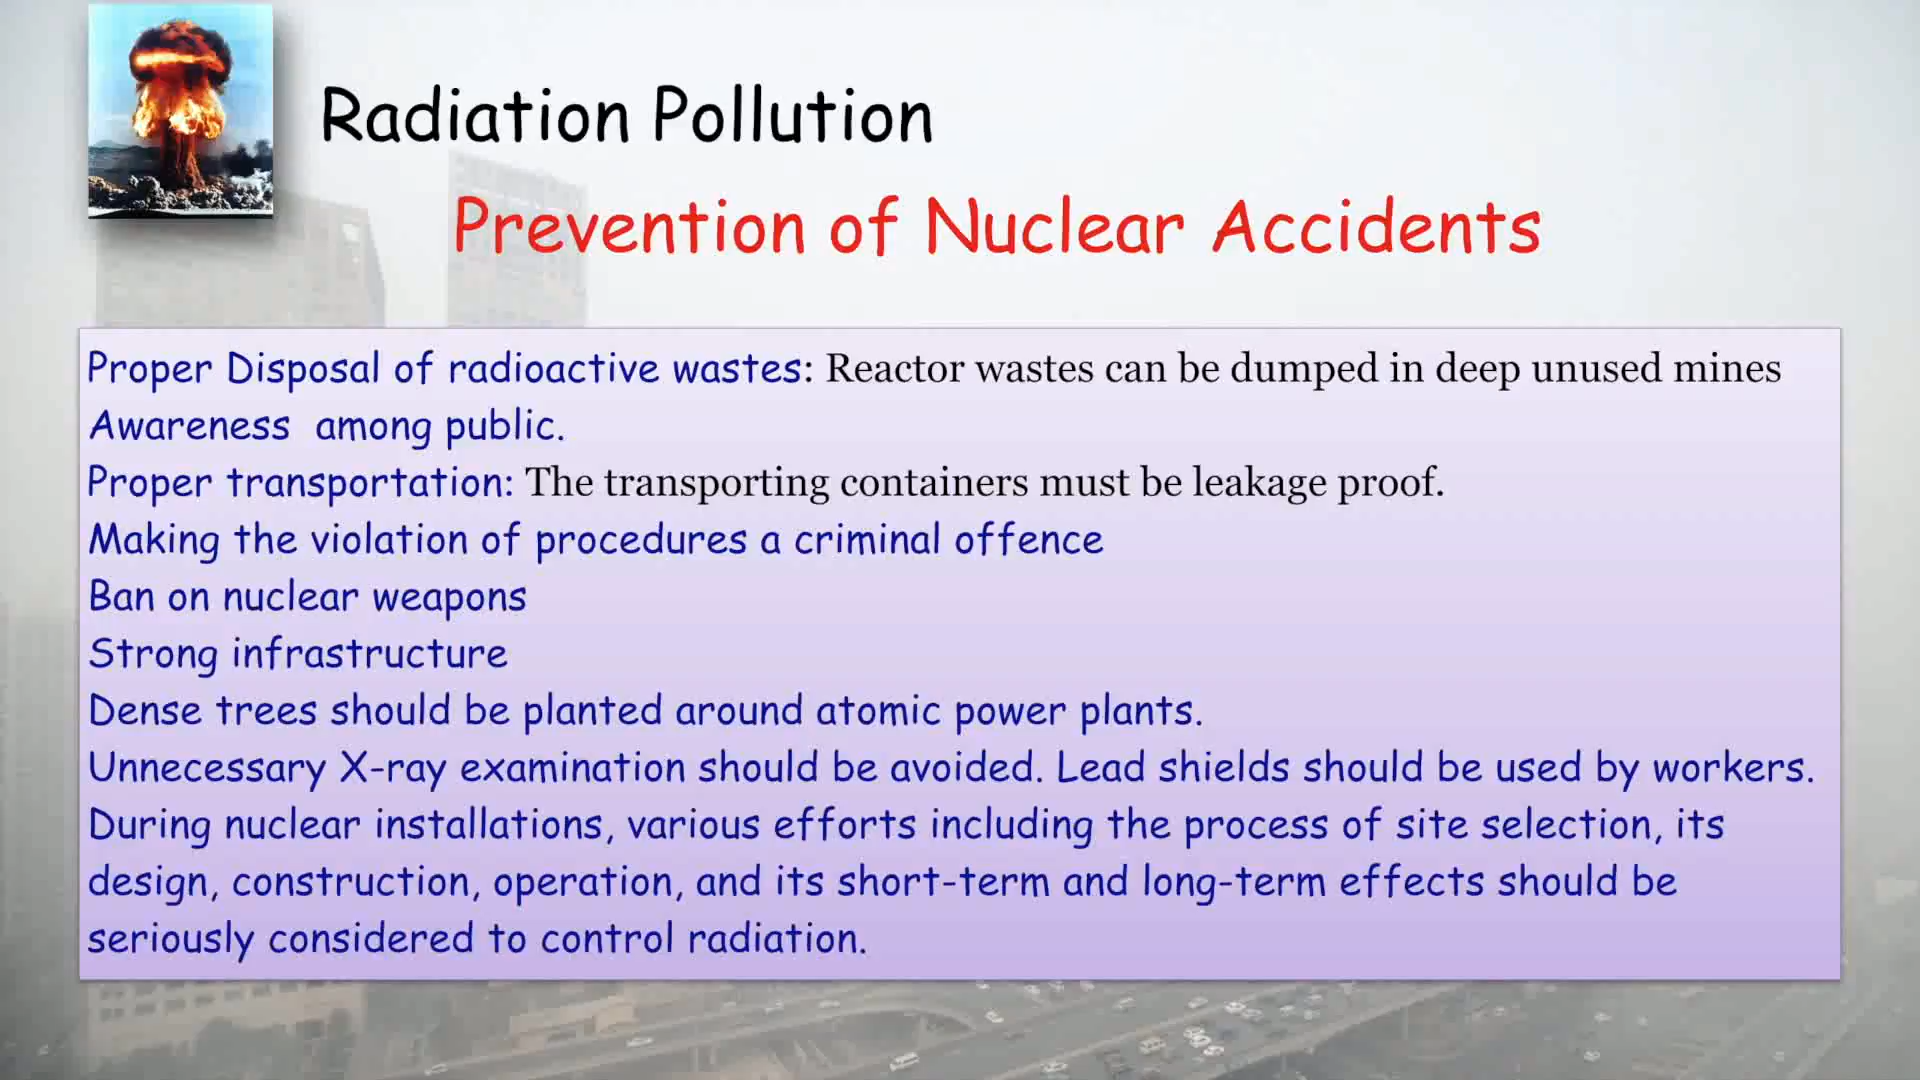 Radiation Pollution
Prevention of Nuclear Accidents
Proper Disposal of radioactive wastes: Reactor wastes can be dumped in deep unused mines
Awareness  among public.
Proper transportation: The transporting containers must be leakage proof.
Making the violation of procedures a criminal offence
Ban on nuclear weapons
Strong infrastructure
Dense trees should be planted around atomic power plants.
Unnecessary X-ray examination should be avoided. Lead shields should be used by workers.
During nuclear installations, various efforts including the process of site selection, its
design, construction, operation, and its short-term and long-term effects should be
seriously considered to control radiation.